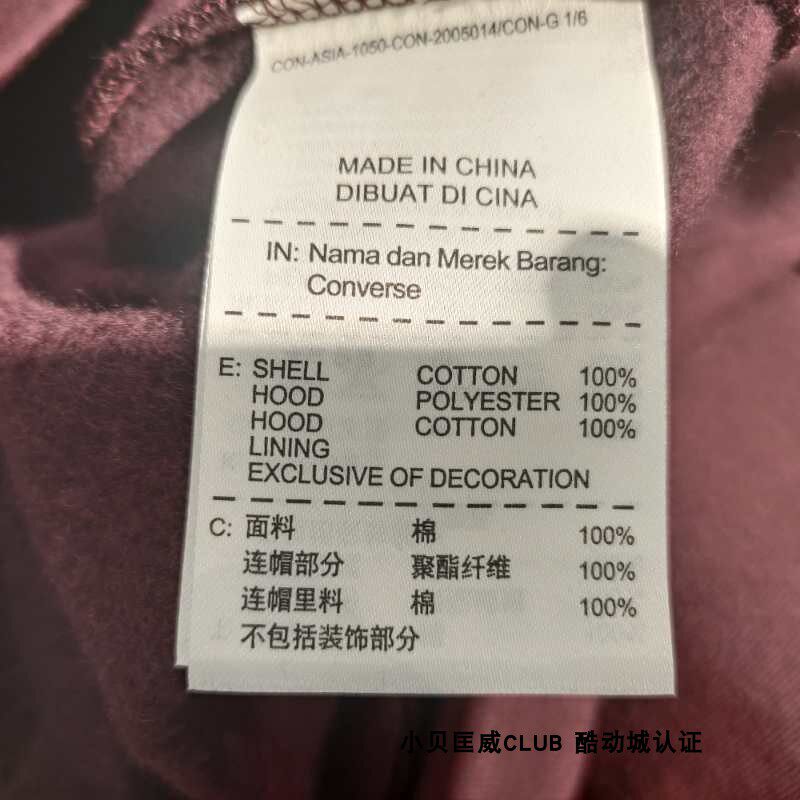 CON-ASIA-1050-CON-2005014/CON-G 1/6
MADE IN CHINA
DIBUAT DI CINA
IN: Nama dan Merek Barang:
Converse
E: SHELL COTTON 100%
HOOD POLYESTER 100%
HOOD COTTON 100%
LINING
EXCLUSIVE OF DECORATION
C: 面料 棉 100%
连帽部分 聚酯纤维 100%
连帽里料 棉 100%
不包括装饰部分
小贝匡威CLUB 酷动城认证